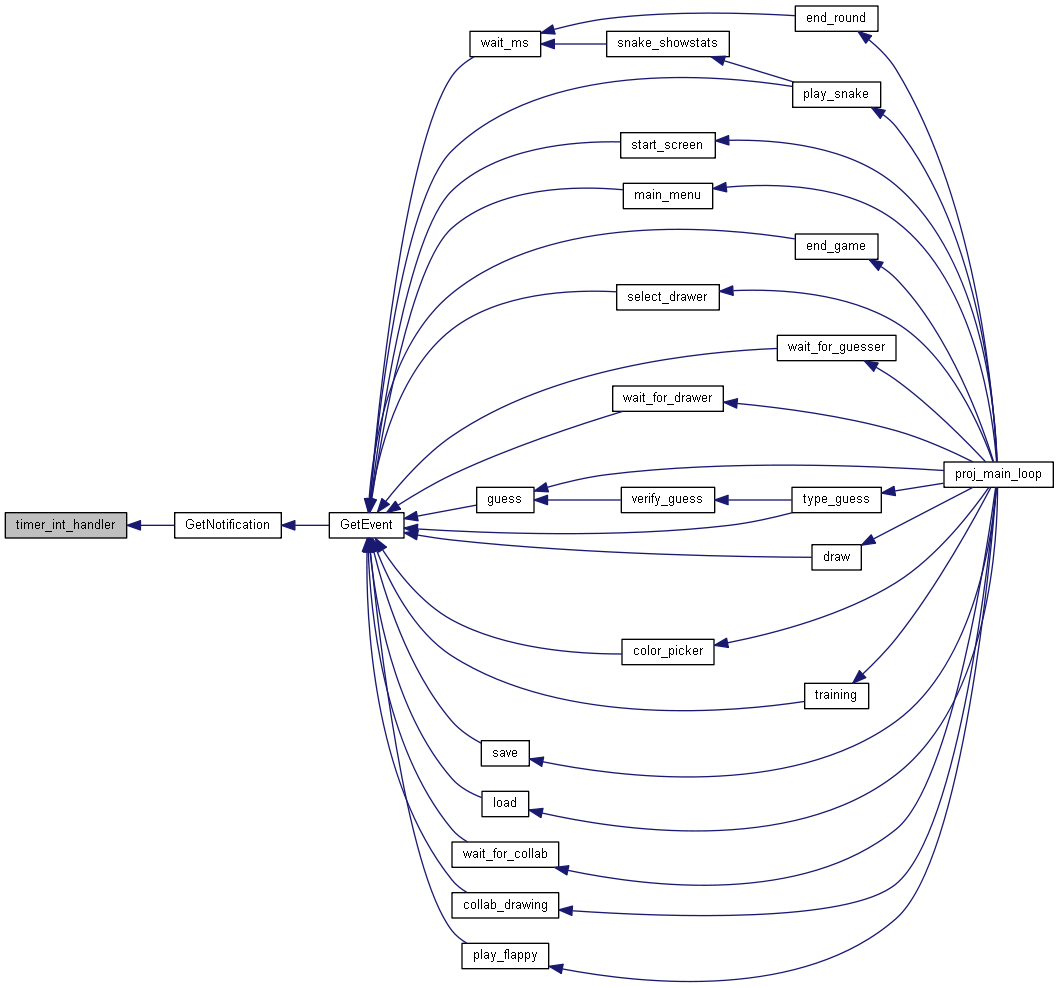 end_round
wait_ms
snake_showstats
play_snake
start_screen
main_menu
end_game
select_drawer
wait_for_guesser
wait_for_drawer
proj_main_loop
guess
verify_guess
type_guess
timer_int_handler
GetNotification
GetEvent
draw
color_picker
training
save
load
wait_for_collab
collab_drawing
play_flappy